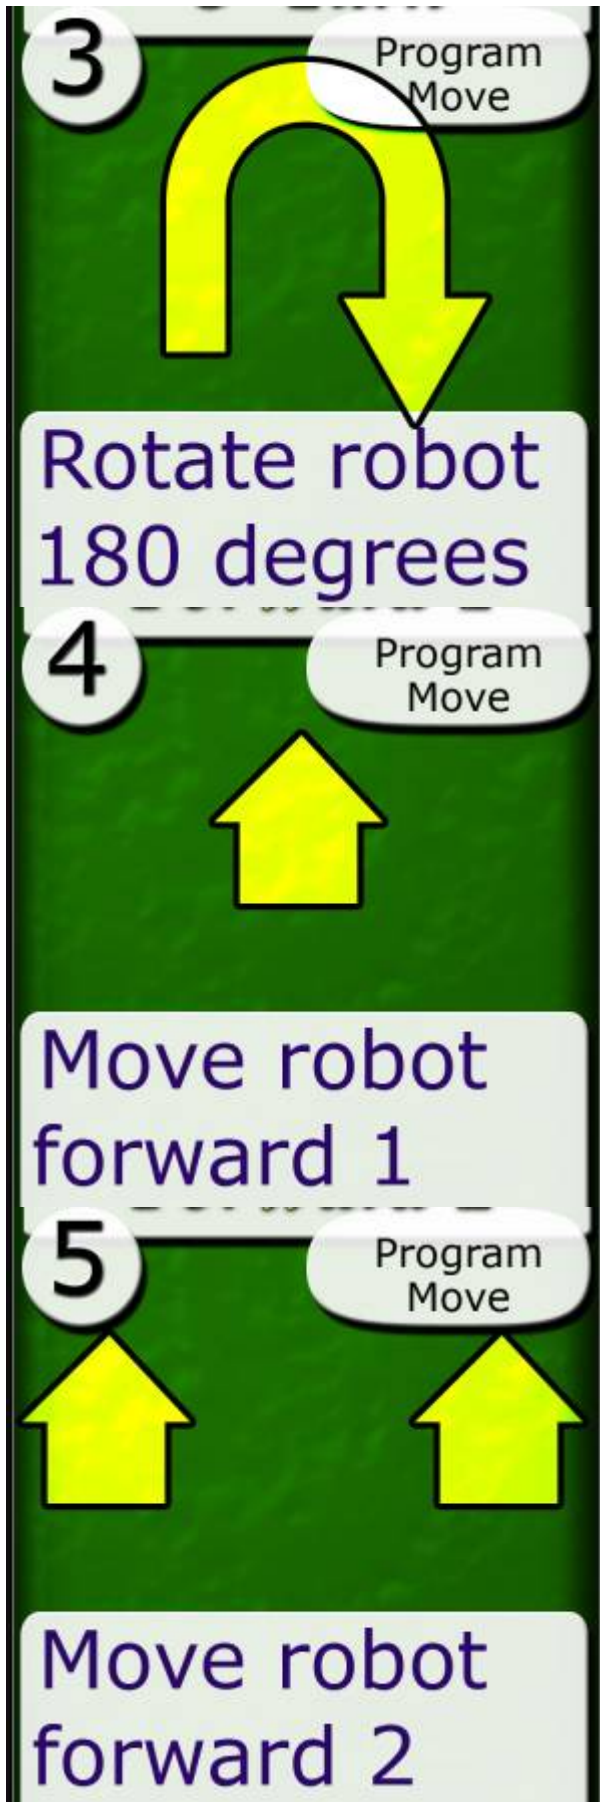 3
Program
Move
Rotate robot
180 degrees
4
Program
Move
Move robot
forward 1
5
Program
Move
Move robot
forward 2